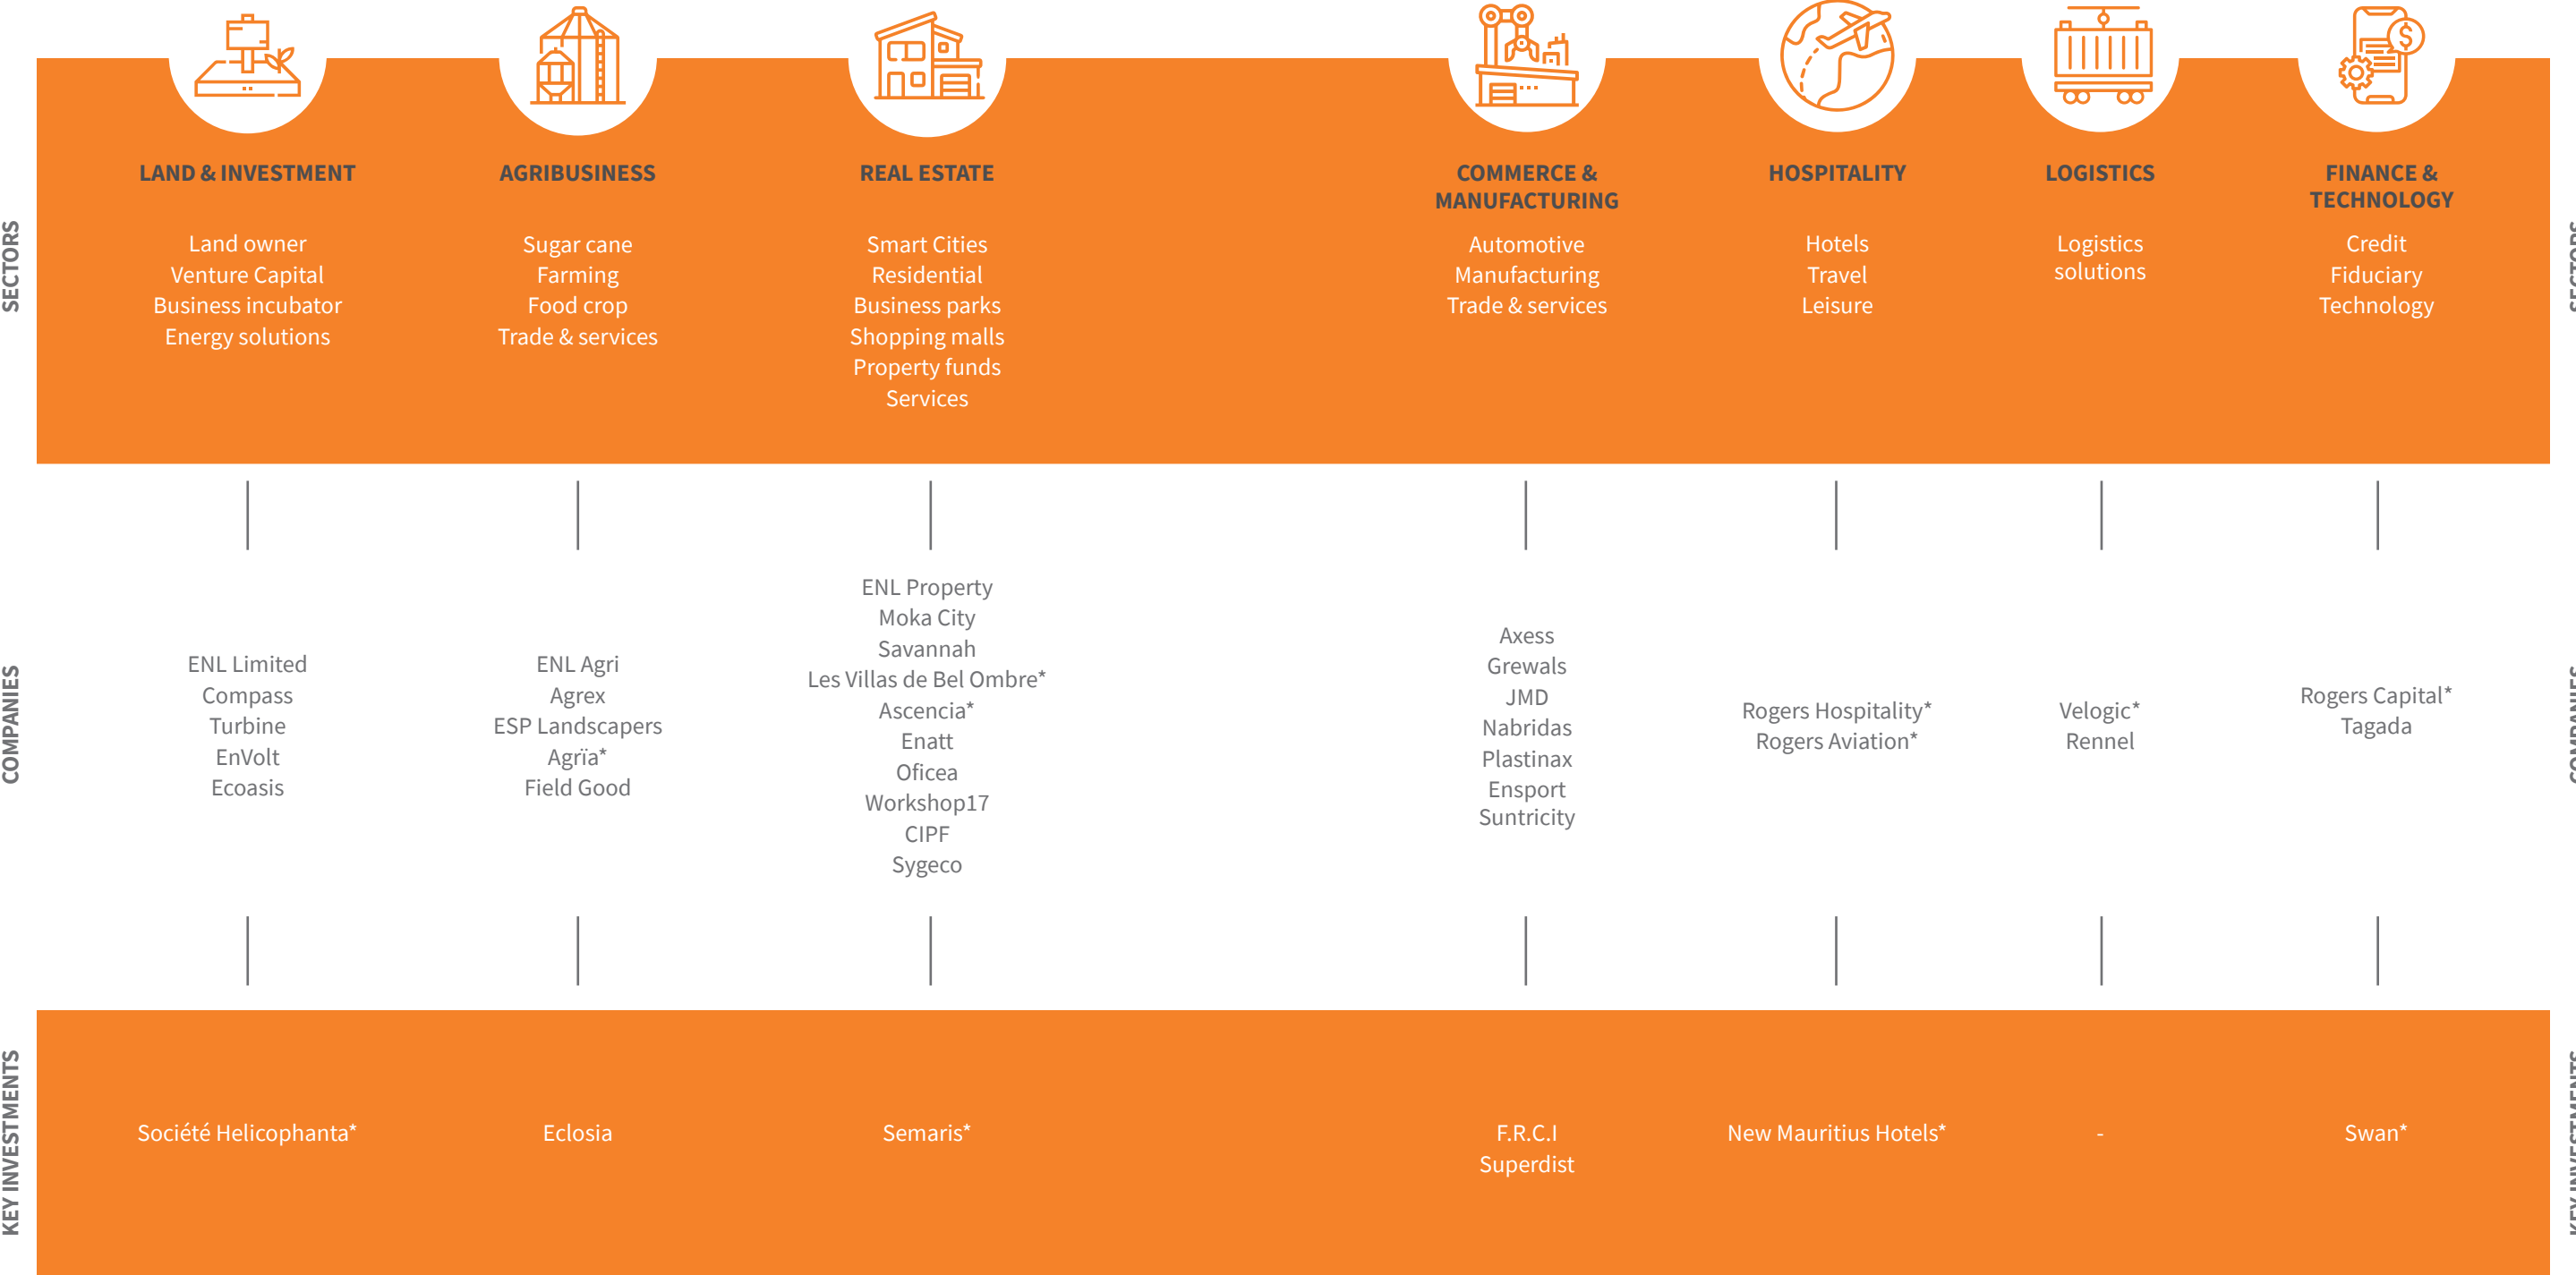 SECTORS
LAND & INVESTMENT
Land owner
Venture Capital
Business incubator
Energy solutions
AGRIBUSINESS
Sugar cane
Farming
Food crop
Trade & services
REAL ESTATE
Smart Cities
Residential
Business parks
Shopping malls
Property funds
Services
COMMERCE &
MANUFACTURING
Automotive
Manufacturing
Trade & services
HOSPITALITY
Hotels
Travel
Leisure
LOGISTICS
Logistics
solutions
FINANCE &
TECHNOLOGY
Credit
Fiduciary
Technology
$
SECTORS
COMPANIES
ENL Limited
Compass
Turbine
EnVolt
Ecoasis
ENL Agri
Agrex
ESP Landscapers
Agrïa*
Field Good
ENL Property
Moka City
Savannah
Les Villas de Bel Ombre*
Ascencia*
Enatt
Oficea
Workshop17
CIPF
Sygeco
Axess
Grewals
JMD
Nabridas
Plastinax
Ensport
Suntricity
Rogers Hospitality*
Rogers Aviation*
Velogic*
Rennel
Rogers Capital*
Tagada
COMPANIES
KEY INVESTMENTS
Société Helicophanta*
Eclosia
Semaris*
F.R.C.I
Superdist
New Mauritius Hotels*
-
Swan*
KEY INVESTMENTS